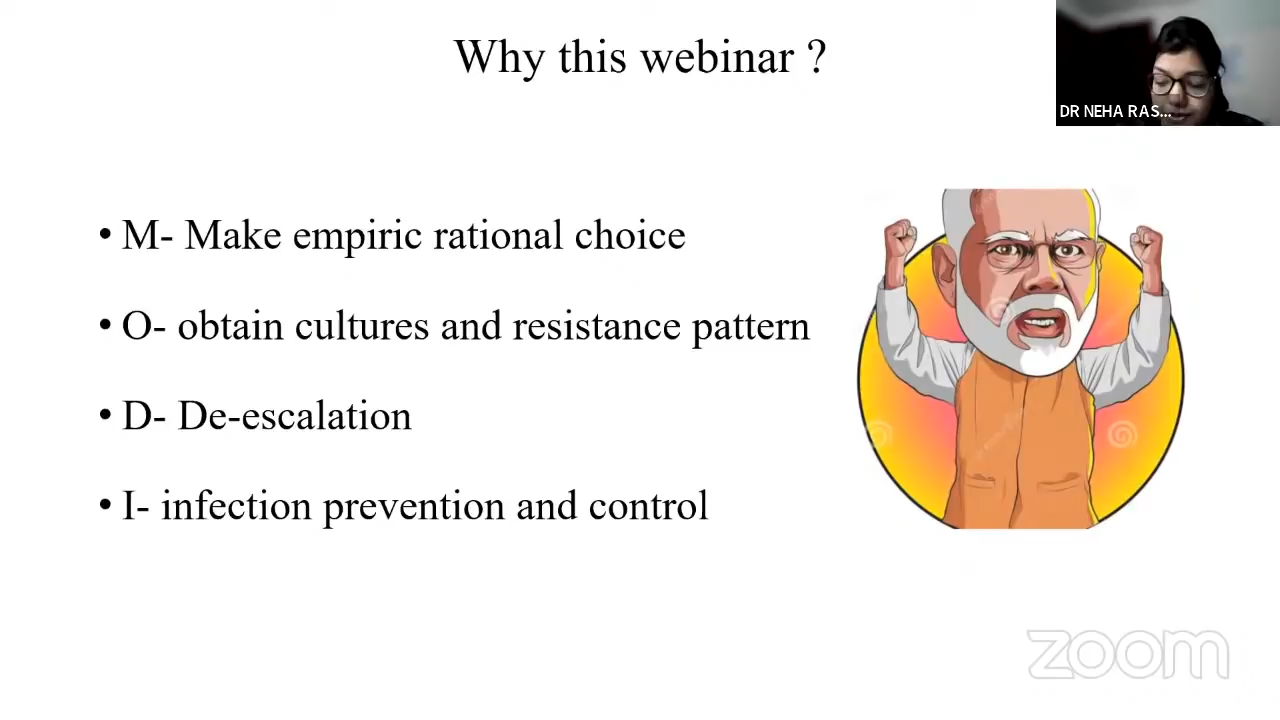 Why this webinar ?
DR NEHA RAS...
• M- Make empiric rational choice
• O- obtain cultures and resistance pattern
• D- De-escalation
• I- infection prevention and control
zoom